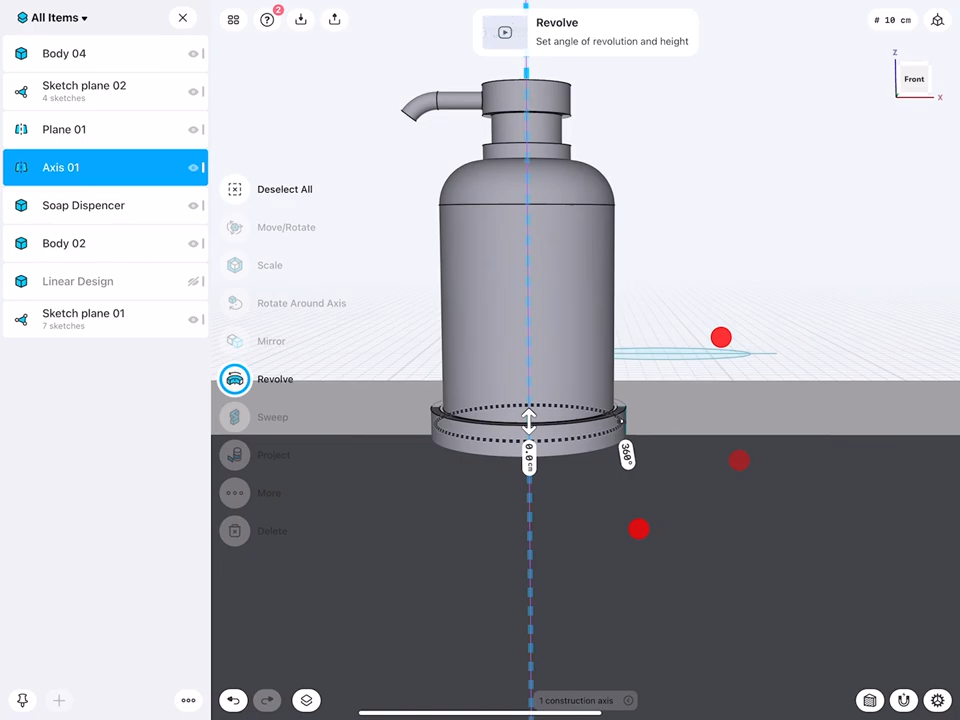 All Items
Body 04
Sketch plane 02
4 sketches
Plane 01
Axis 01
Soap Dispencer
Body 02
Linear Design
Sketch plane 01
7 sketches
2
Revolve
Set angle of revolution and height
# 10 cm
Z
Front
X
Deselect All
Move/Rotate
Scale
Rotate Around Axis
Mirror
Revolve
Sweep
Project
More
Delete
0.0 cm
360°
1 construction axis